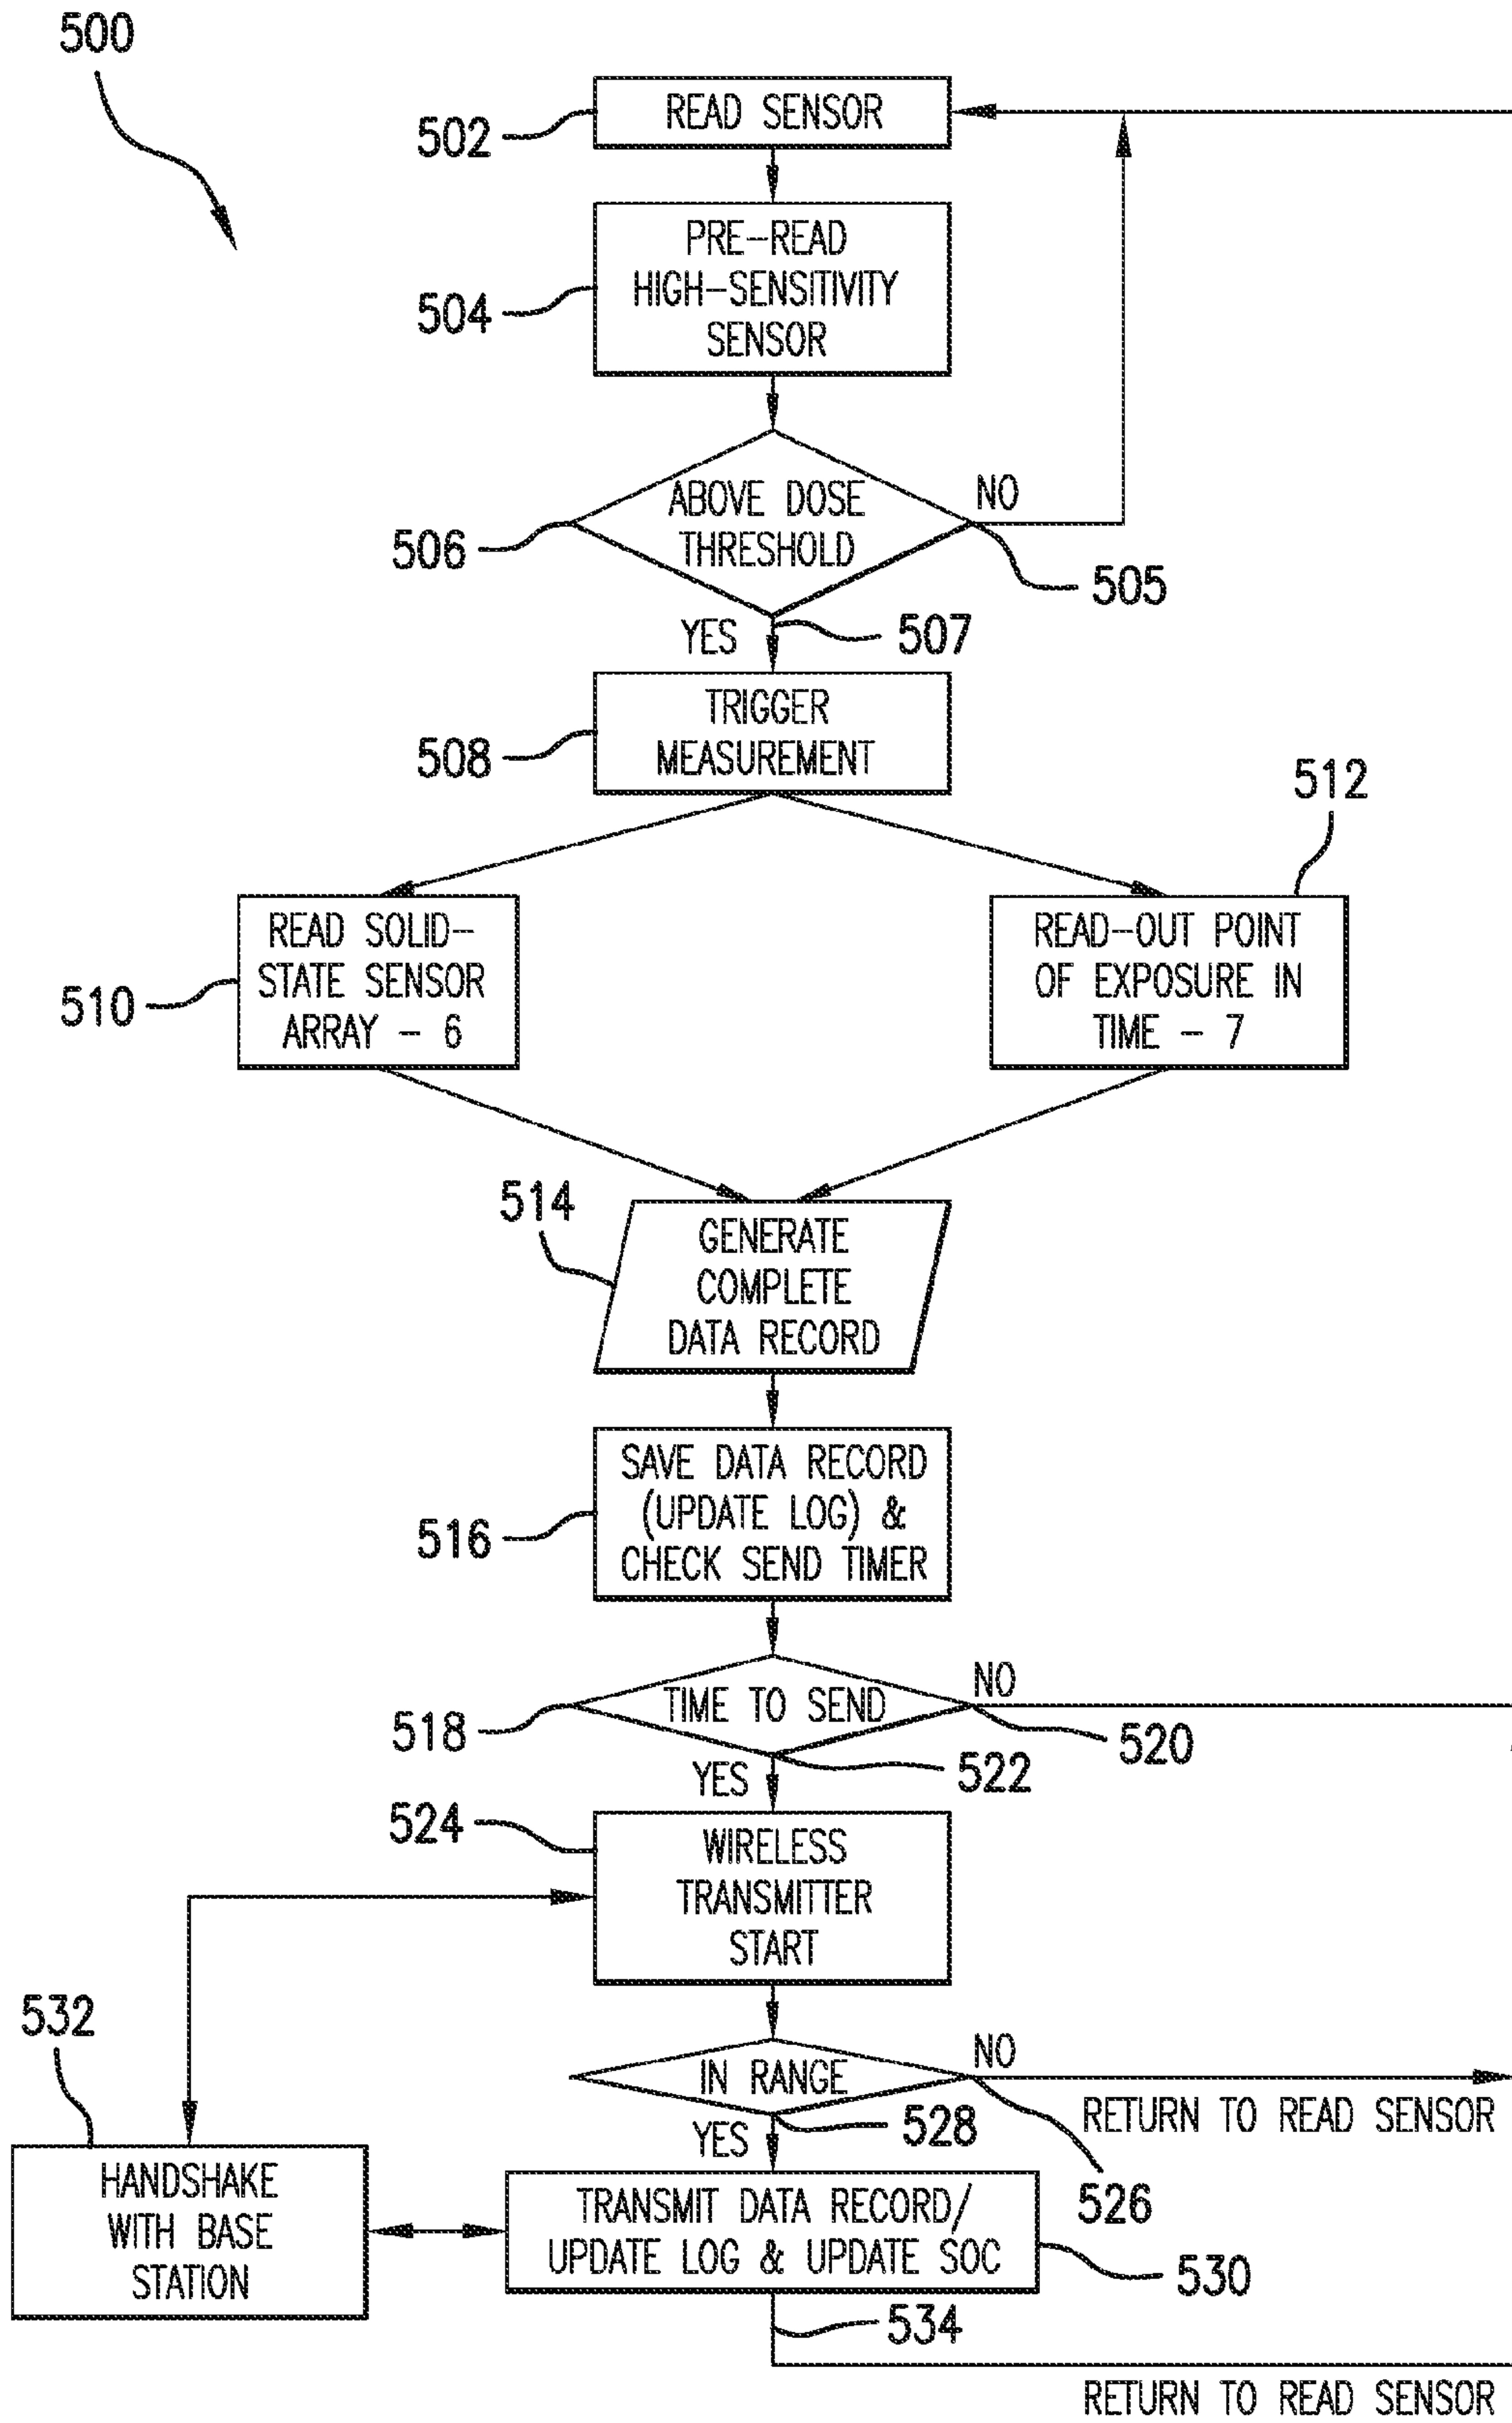 500
READ SENSOR
502
PRE-READ
HIGH-SENSITIVITY
SENSOR
504
ABOVE DOSE
THRESHOLD
NO
506
505
YES
507
TRIGGER
MEASUREMENT
508
512
READ SOLID-
STATE SENSOR
ARRAY - 6
510
READ-OUT POINT
OF EXPOSURE IN
TIME - 7
514
GENERATE
COMPLETE
DATA RECORD
SAVE DATA RECORD
(UPDATE LOG) &
CHECK SEND TIMER
516
TIME TO SEND
NO
518
520
YES
522
524
WIRELESS
TRANSMITTER
START
532
IN RANGE
NO
RETURN TO READ SENSOR
YES
528
526
HANDSHAKE
WITH BASE
STATION
TRANSMIT DATA RECORD/
UPDATE LOG & UPDATE SOC
530
534
RETURN TO READ SENSOR